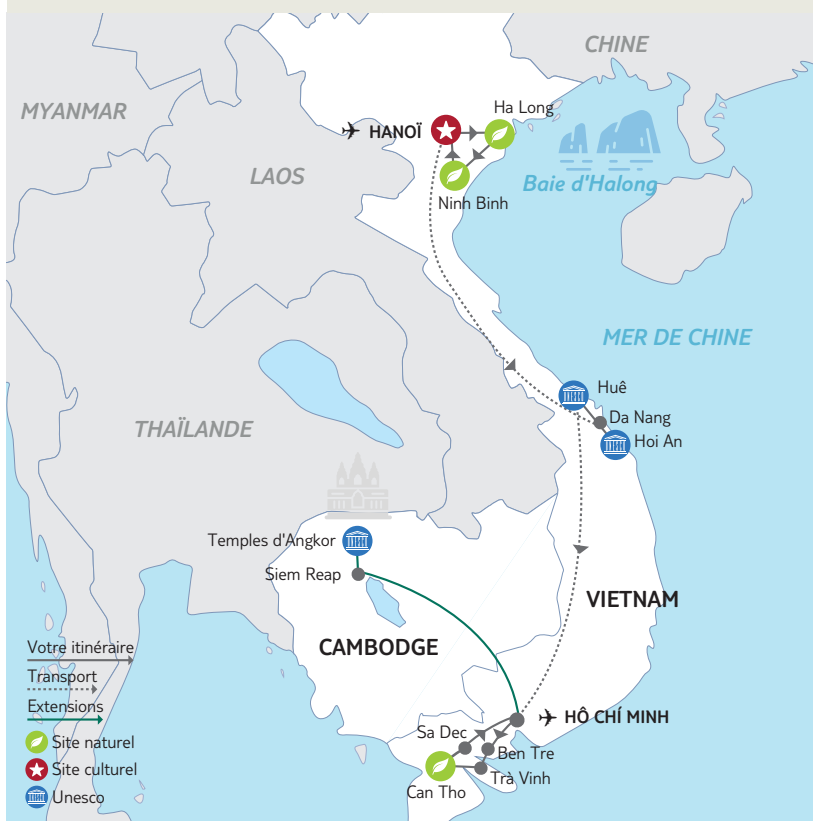 CHINE
MYANMAR
Ha Long
HANOÏ
LAOS
Baie d'Halong
Ninh Binh
MER DE CHINE
Huê
Da Nang
THAÏLANDE
Hoi An
Temples d'Angkor
Siem Reap
VIETNAM
CAMBODGE
Votre itinéraire
Transport
Extensions
HÔ CHÍ MINH
Sa Dec
Site naturel
Ben Tre
Site culturel
Trà Vinh
Can Tho
Unesco